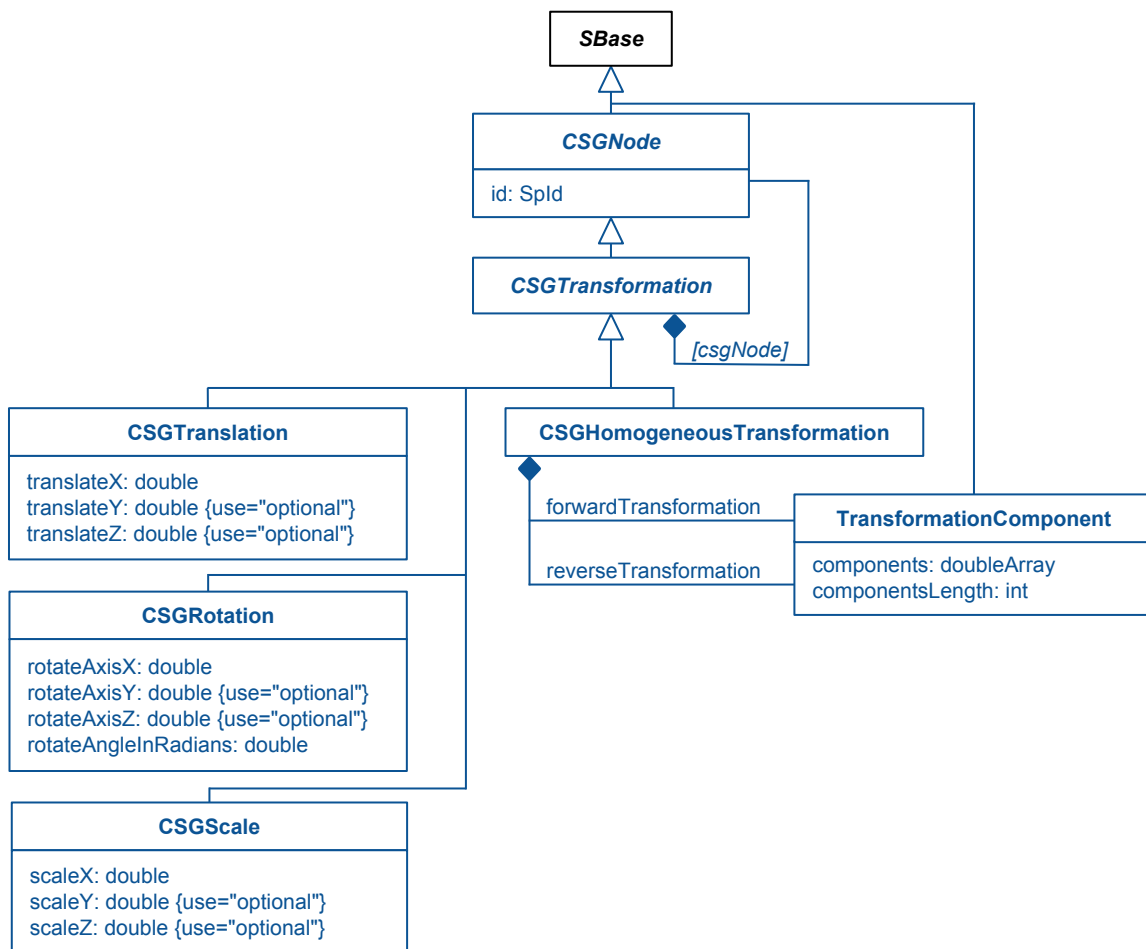 SBase
CSGNode
id: SpId
CSGTransformation
[csgNode]
CSGTranslation
translateX: double
translateY: double {use="optional"}
translateZ: double {use="optional"}
CSGHomogeneousTransformation
forwardTransformation
reverseTransformation
TransformationComponent
components: doubleArray
componentsLength: int
CSGRotation
rotateAxisX: double
rotateAxisY: double {use="optional"}
rotateAxisZ: double {use="optional"}
rotateAngleInRadians: double
CSGScale
scaleX: double
scaleY: double {use="optional"}
scaleZ: double {use="optional"}